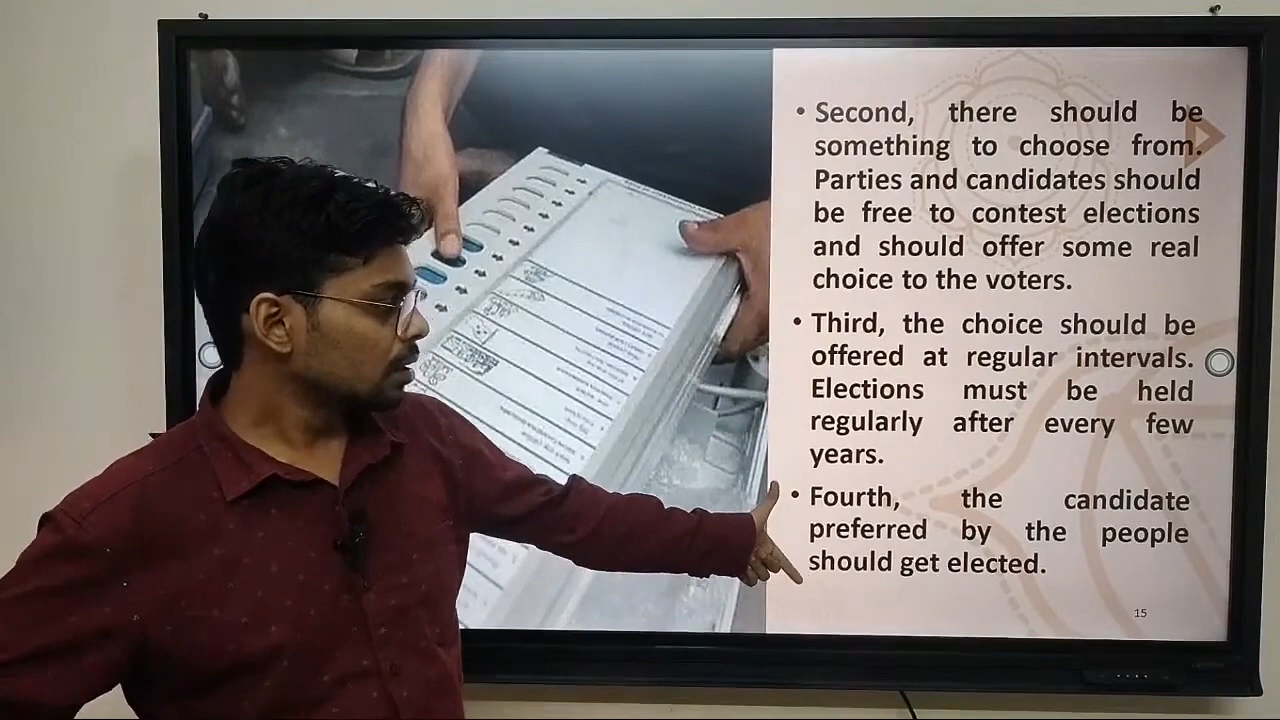 • Second, there should be
something to choose from.
Parties and candidates should
be free to contest elections
and should offer some real
choice to the voters.
• Third, the choice should be
offered at regular intervals.
Elections must be held
regularly after every few
years.
• Fourth, the candidate
preferred by the people
should get elected.
15